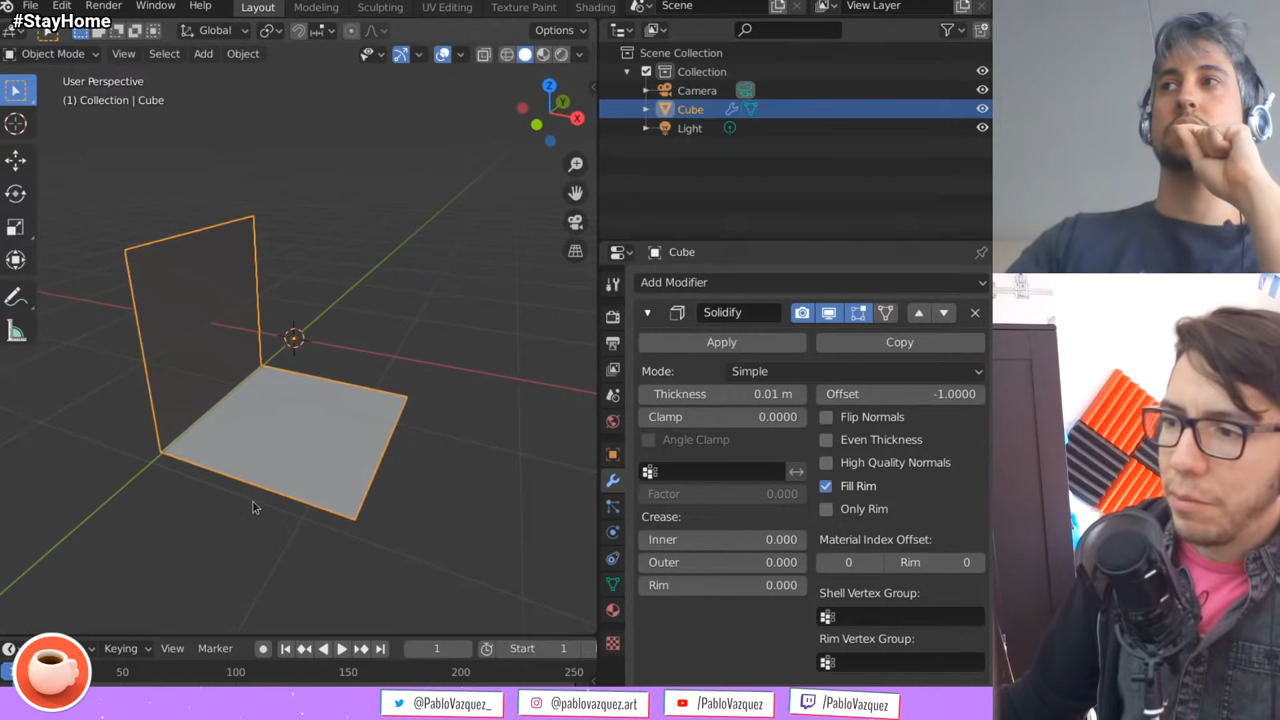 #StayHome
File Edit Render Window Help Layout Modeling Sculpting UV Editing Texture Paint Shading Scene View Layer
Global Options
Object Mode View Select Add Object
User Perspective
(1) Collection | Cube
Z
Y
X
Scene Collection
Collection
Camera
Cube
Light
Cube
Add Modifier
Solidify
Apply Copy
Mode: Simple
Thickness 0.01 m Offset -1.0000
Clamp 0.0000 Flip Normals
Angle Clamp Even Thickness
High Quality Normals
Factor 0.000 Fill Rim
Crease: Only Rim
Inner 0.000 Material Index Offset:
Outer 0.000 0 Rim 0
Rim 0.000 Shell Vertex Group:
Rim Vertex Group:
Keying View Marker 1 Start 1
50 100 150 200 250
@PabloVazquez_ @pablovazquez.art /PabloVazquez /PabloVazquez